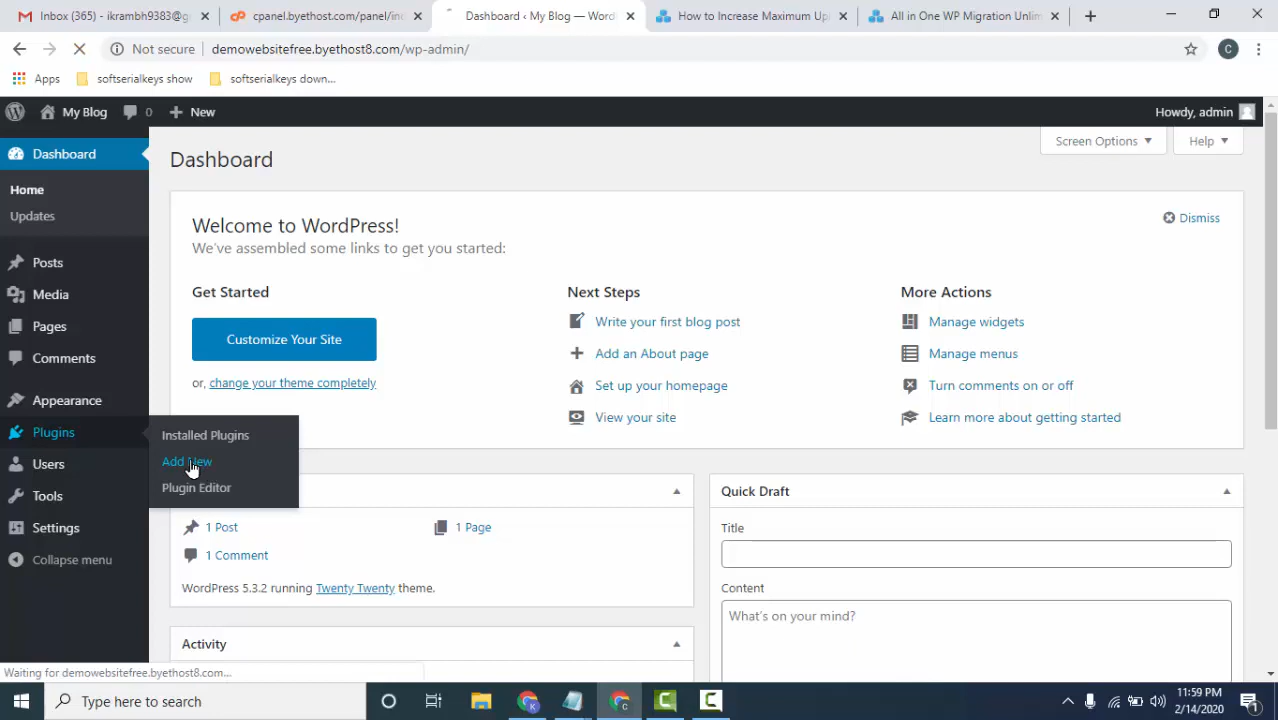 Inbox (365) - ikrambh9383@g
cpanel.byethost.com/panel/in
Dashboard ‹ My Blog — Word
How to Increase Maximum Up
All in One WP Migration Unlim
Not secure
demowebsitefree.byethost8.com/wp-admin/
C
Apps
softserialkeys show
softserialkeys down...
My Blog
0
New
Howdy, admin
Dashboard
Home
Updates
Posts
Media
Pages
Comments
Appearance
Plugins
Users
Tools
Settings
Collapse menu
Installed Plugins
Add New
Plugin Editor
Dashboard
Screen Options
Help
Welcome to WordPress!
We've assembled some links to get you started:
Dismiss
Get Started
Customize Your Site
or, change your theme completely
Next Steps
Write your first blog post
Add an About page
Set up your homepage
View your site
More Actions
Manage widgets
Manage menus
Turn comments on or off
Learn more about getting started
1 Post
1 Page
1 Comment
WordPress 5.3.2 running Twenty Twenty theme.
Activity
Quick Draft
Title
Content
What's on your mind?
Waiting for demowebsitefree.byethost8.com...
Type here to search
11:59 PM
2/14/2020